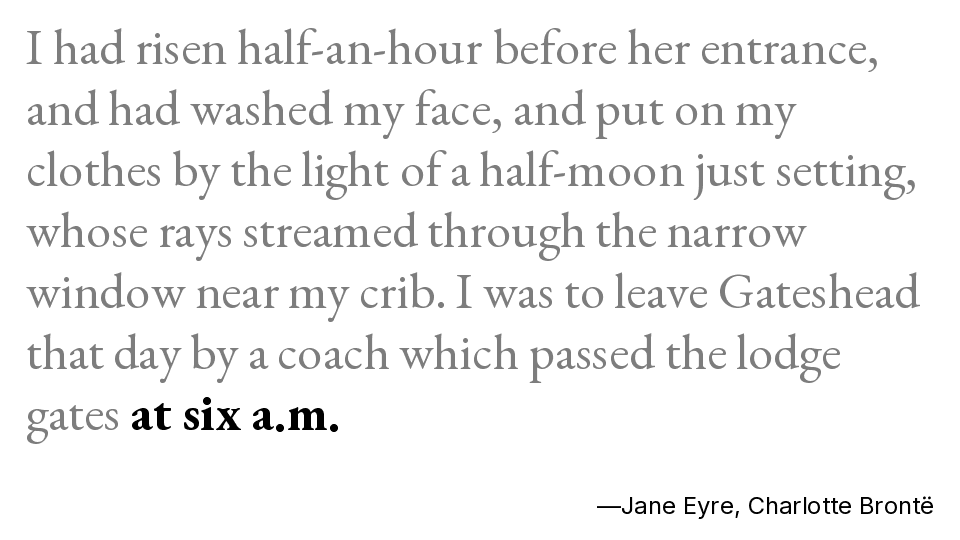 I had risen half-an-hour before her entrance,
and had washed my face, and put on my
clothes by the light of a half-moon just setting,
whose rays streamed through the narrow
window near my crib. I was to leave Gateshead
that day by a coach which passed the lodge
gates at six a.m.
—Jane Eyre, Charlotte Brontë